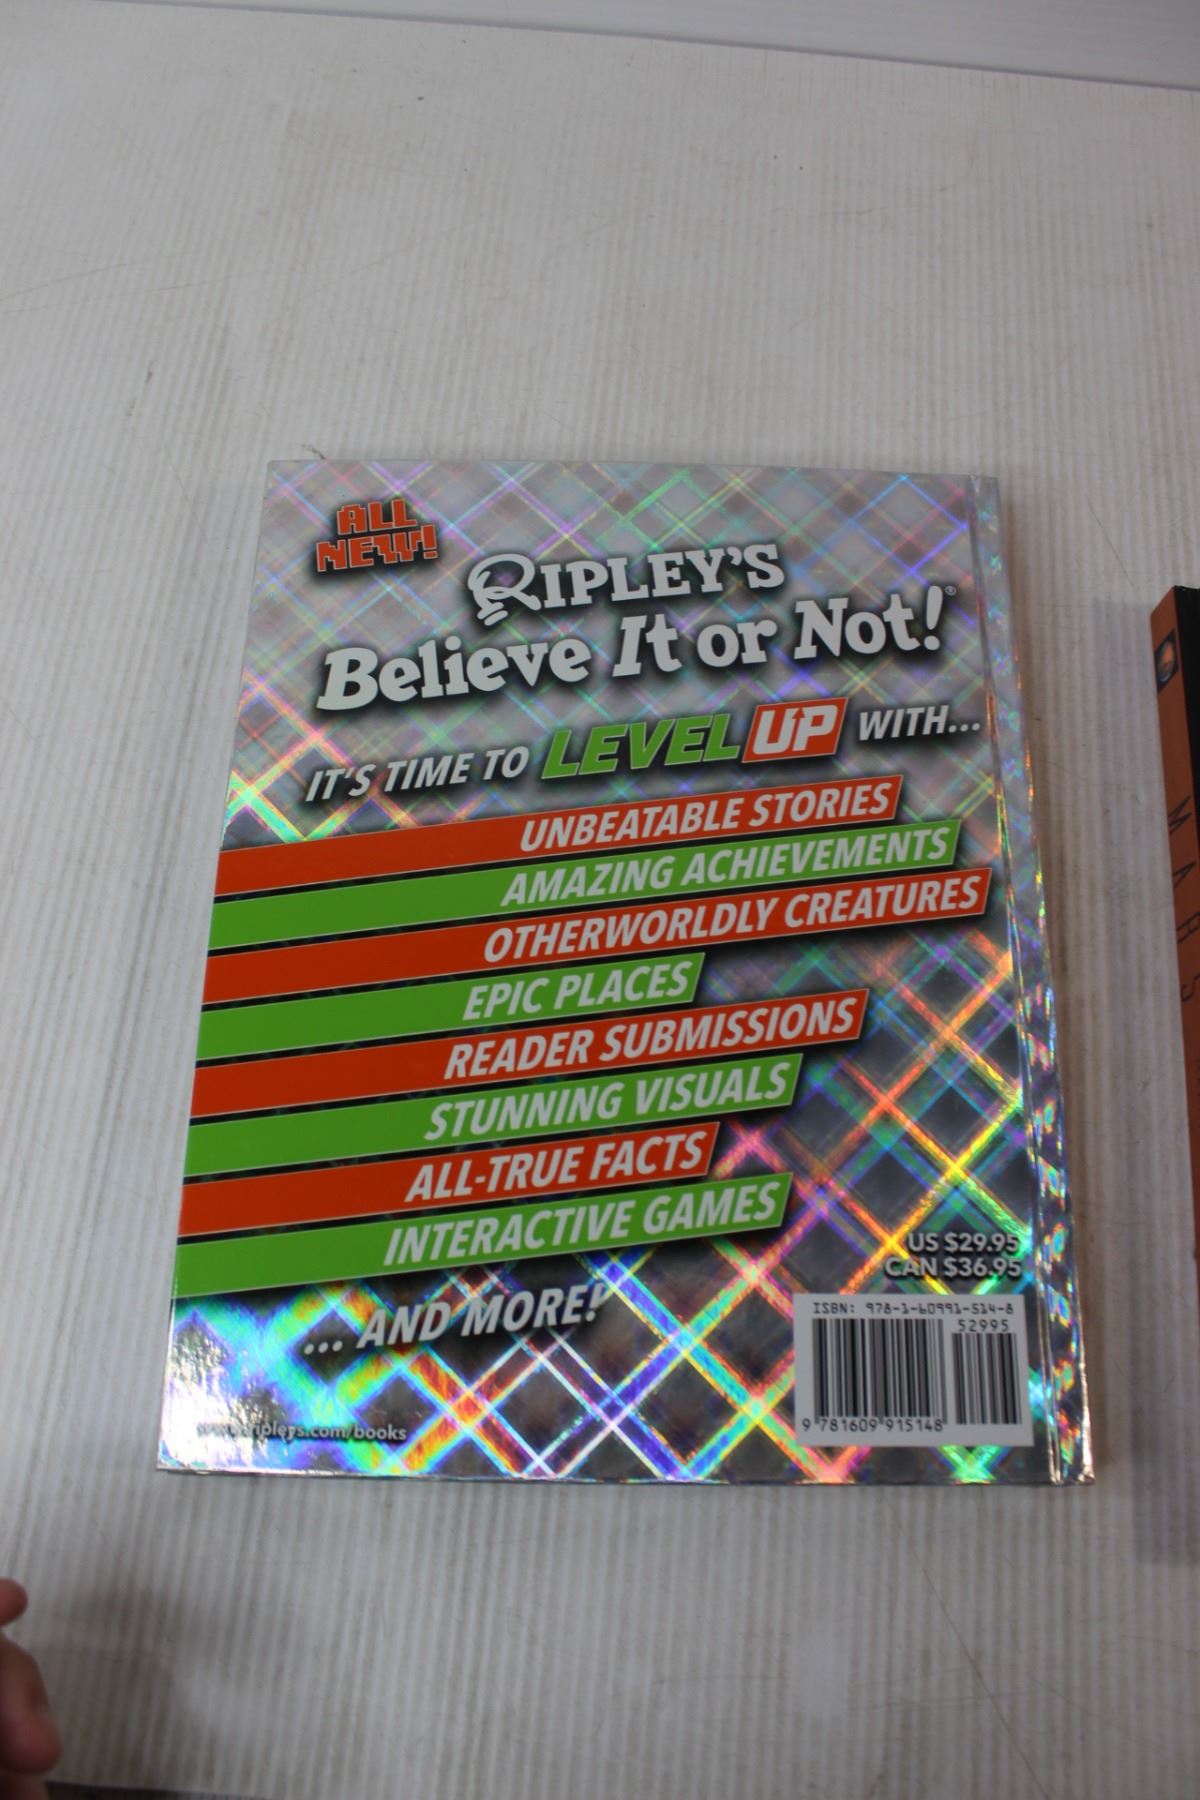 ALL
NEW!
RIPLEY'S
Believe It or Not!®
IT'S TIME TO LEVEL UP WITH...
UNBEATABLE STORIES
AMAZING ACHIEVEMENTS
OTHERWORLDLY CREATURES
EPIC PLACES
READER SUBMISSIONS
STUNNING VISUALS
ALL-TRUE FACTS
INTERACTIVE GAMES
... AND MORE!
US $29.95
CAN $36.95
ISBN: 978-1-60991-514-8
52995
9 781609 915148
www.ripleys.com/books
MARS